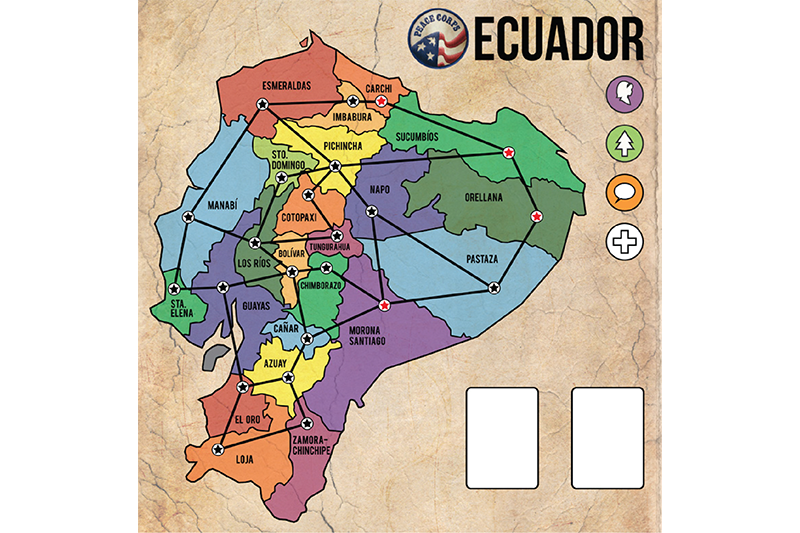 PEACE CORPS
ECUADOR
ESMERALDAS
CARCHI
IMBABURA
PICHINCHA
SUCUMBÍOS
STO.
DOMINGO
NAPO
ORELLANA
MANABÍ
COTOPAXI
TUNGURAHUA
LOS RÍOS
BOLÍVAR
PASTAZA
CHIMBORAZO
STA.
ELENA
GUAYAS
CAÑAR
MORONA
SANTIAGO
AZUAY
EL ORO
ZAMORA-
CHINCHIPE
LOJA